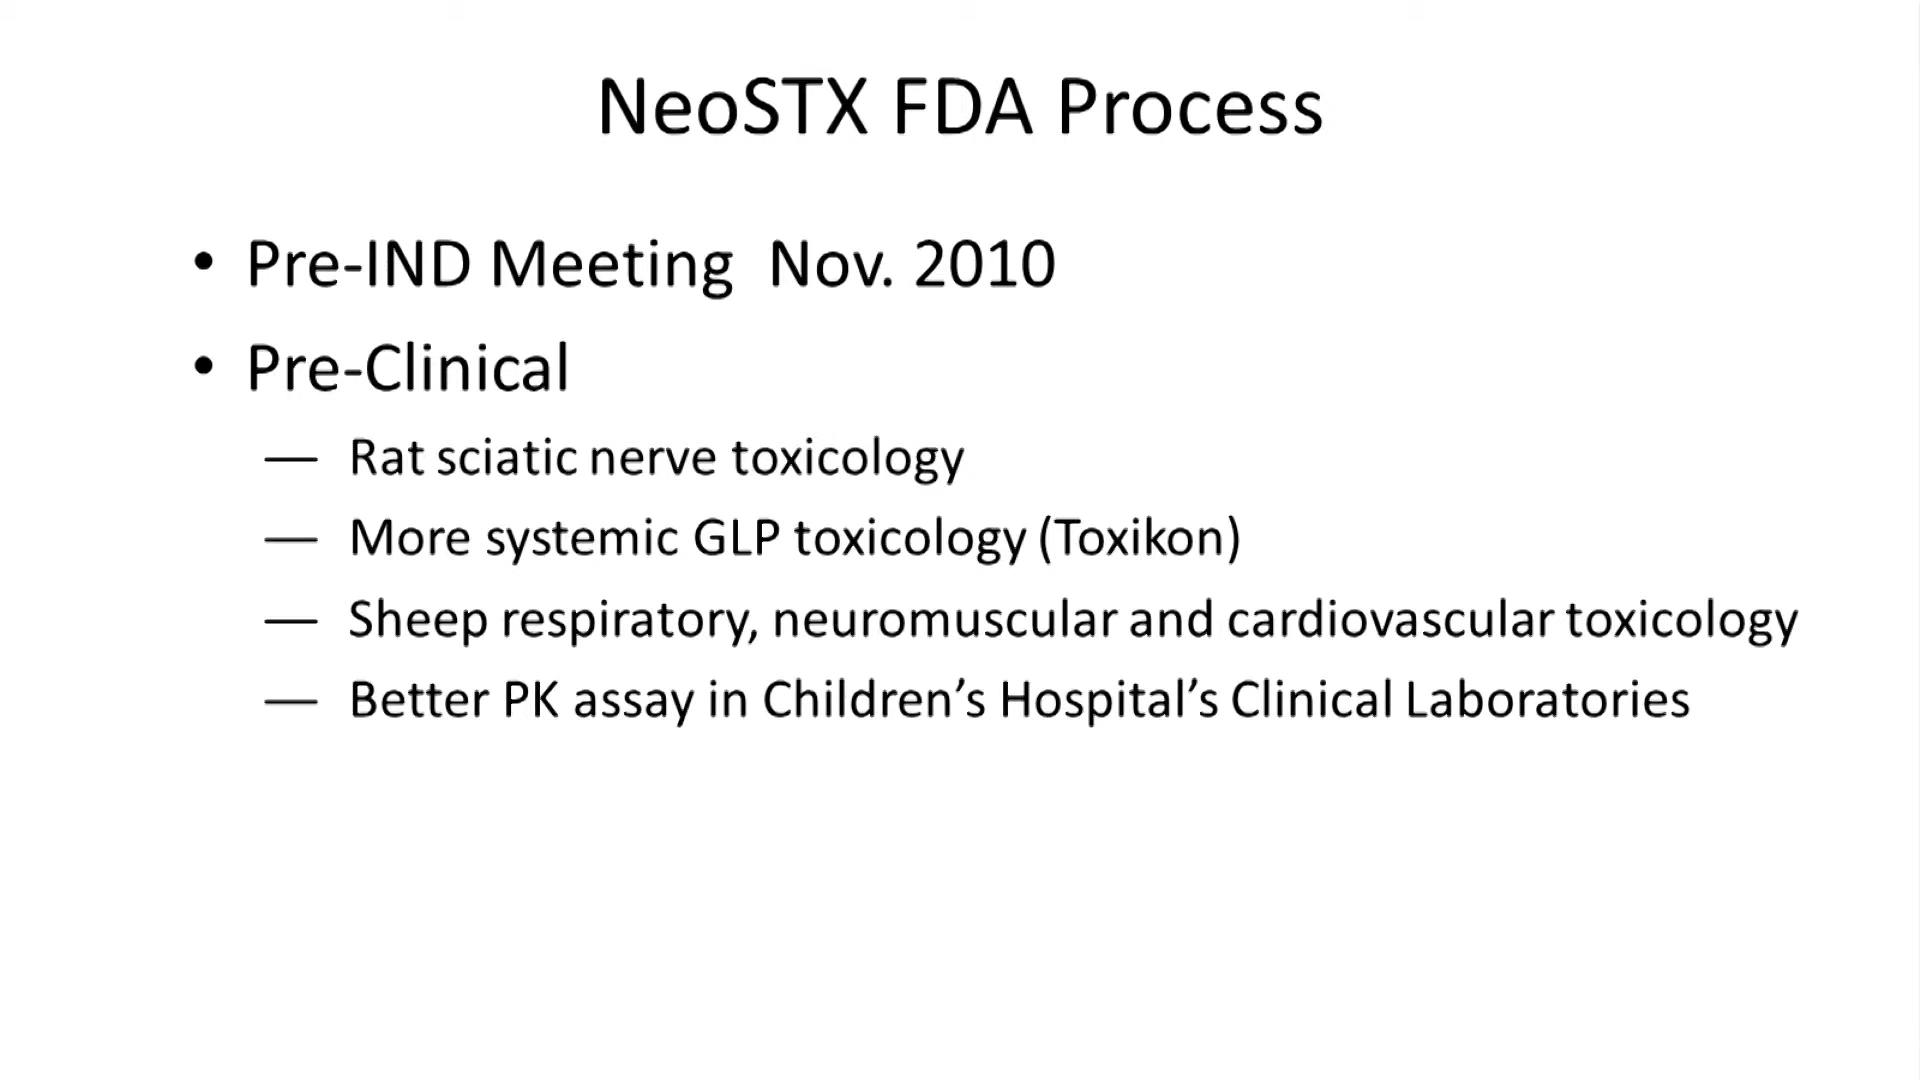 NeoSTX FDA Process
• Pre-IND Meeting  Nov. 2010
• Pre-Clinical
— Rat sciatic nerve toxicology
— More systemic GLP toxicology (Toxikon)
— Sheep respiratory, neuromuscular and cardiovascular toxicology
— Better PK assay in Children’s Hospital’s Clinical Laboratories